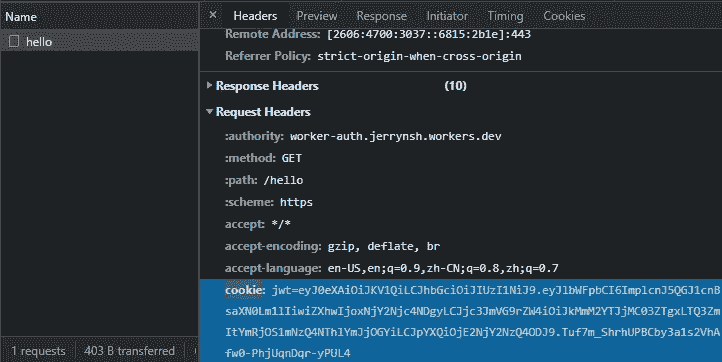 Name
hello
× Headers Preview Response Initiator Timing Cookies
Remote Address: [2606:4700:3037::6815:2b1e]:443
Referrer Policy: strict-origin-when-cross-origin
Response Headers (10)
Request Headers
:authority: worker-auth.jerrynsh.workers.dev
:method: GET
:path: /hello
:scheme: https
accept: */*
accept-encoding: gzip, deflate, br
accept-language: en-US,en;q=0.9,zh-CN;q=0.8,zh;q=0.7
cookie: jwt=eyJ0eXAiOiJKV1QiLCJhbGciOiJIUzI1NiJ9.eyJlbWFpbCI6ImplcnJ5QGJ1cnB
saXN0Lm1lIiwiZXhwIjoxNjY2Njc4NDgyLCJjc3JmVG9rZW4iOiJkMmM2YTJjMC03ZTgxLTQ3Zm
ItYmRjOS1mNzQ4NThlYmJjOGYiLCJpYXQiOjE2NjY2NzQ4ODJ9.Tuf7m_ShrhUPBCby3a1s2VhA
fw0-PhjUqnDqr-yPUL4
1 requests 403 B transferred